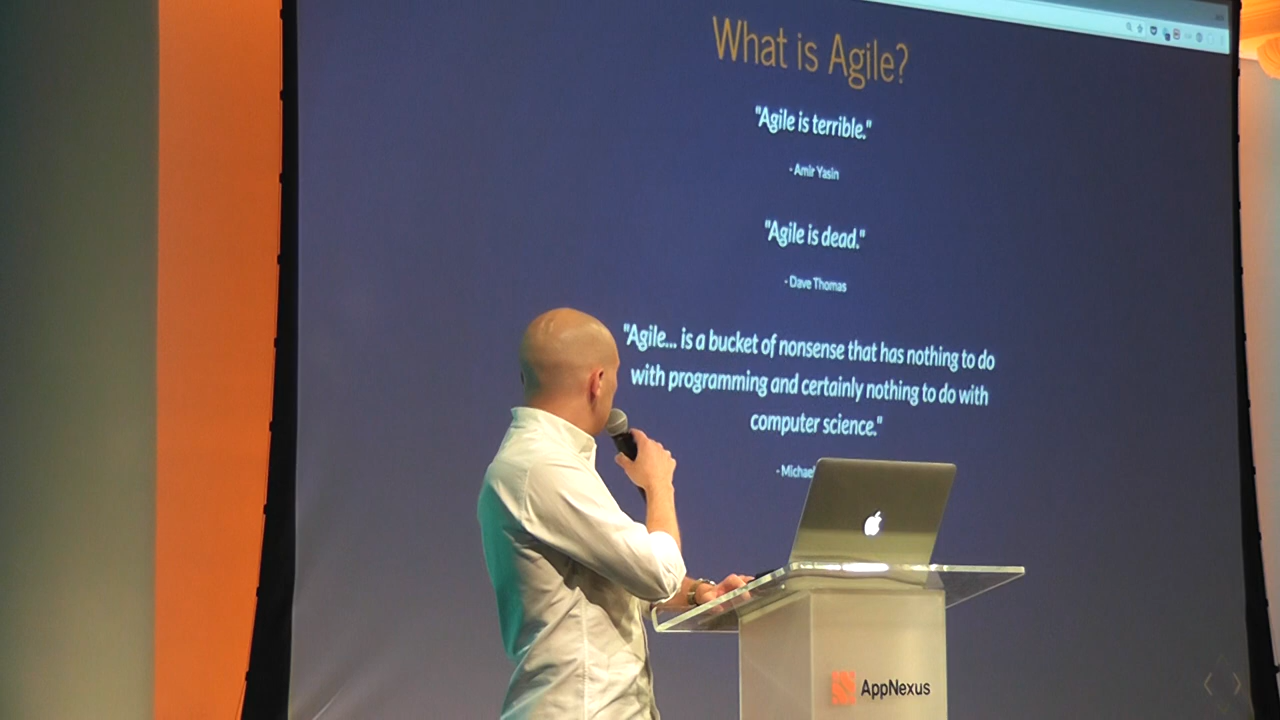 What is Agile?
"Agile is terrible."
- Amir Yasin
"Agile is dead."
- Dave Thomas
"Agile... is a bucket of nonsense that has nothing to do
with programming and certainly nothing to do with
computer science."
- Michael
AppNexus